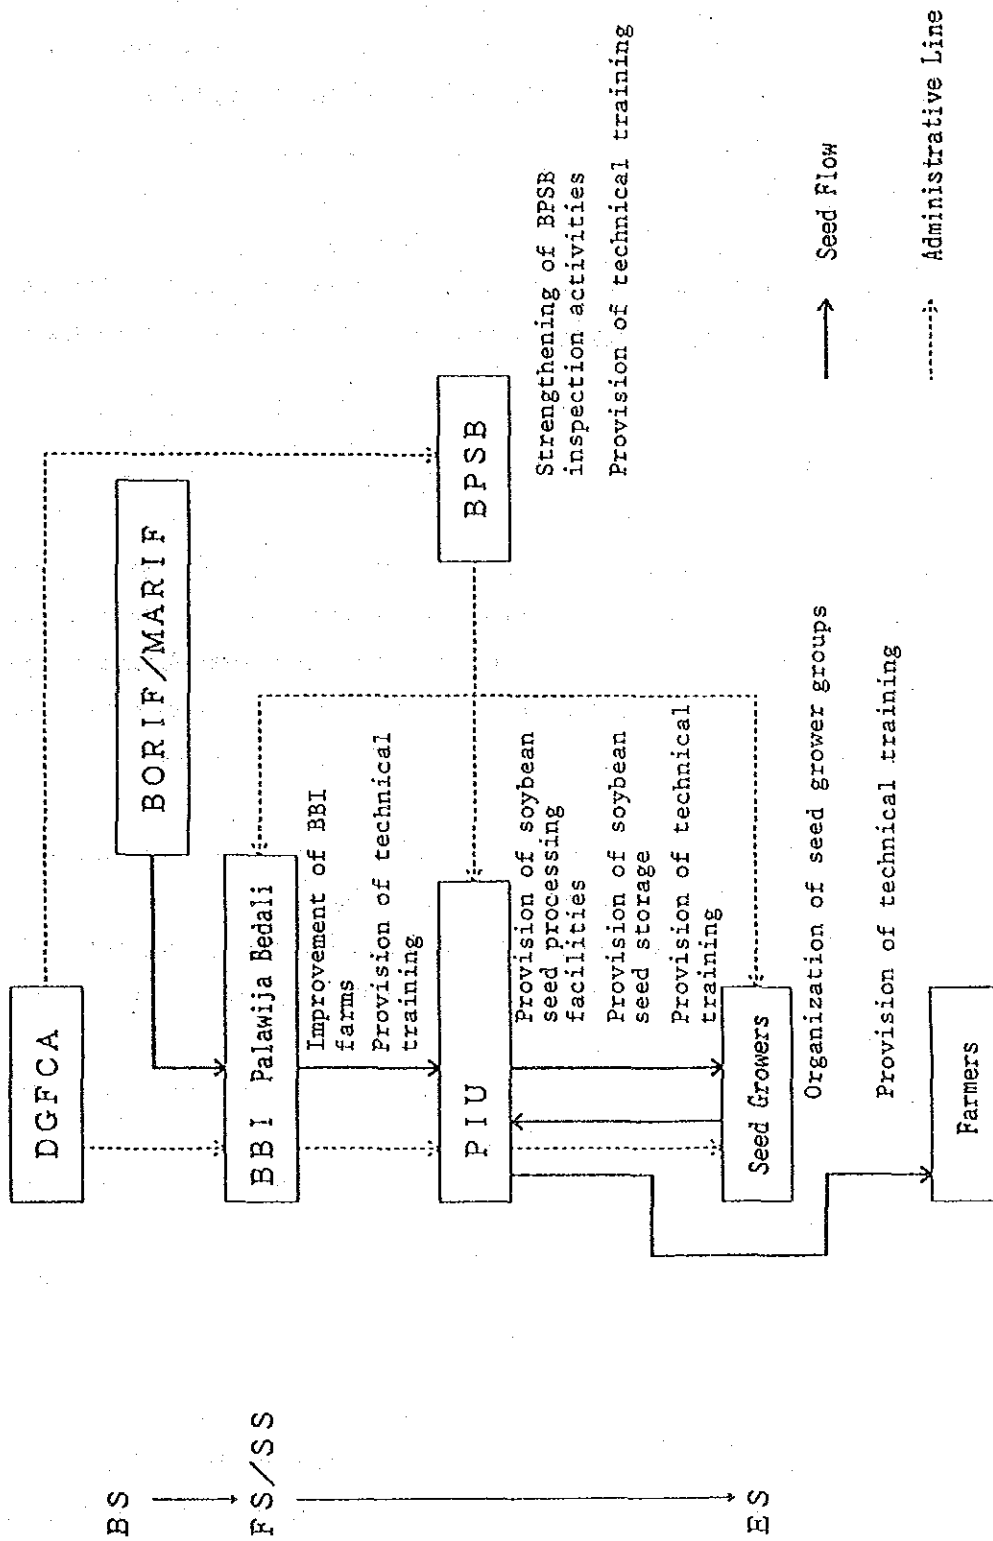 DGFCA
BORIF/MARIF
BS
FS/SS
ES
BBI Palawija Bedali
Improvement of BBI
farms
Provision of technical
training
PIU
BPSB
Strengthening of BPSB
inspection activities
Provision of technical training
Provision of soybean
seed processing
facilities
Provision of soybean
seed storage
Provision of technical
training
Seed Growers
Organization of seed grower groups
Provision of technical training
Farmers
Seed Flow
Administrative Line